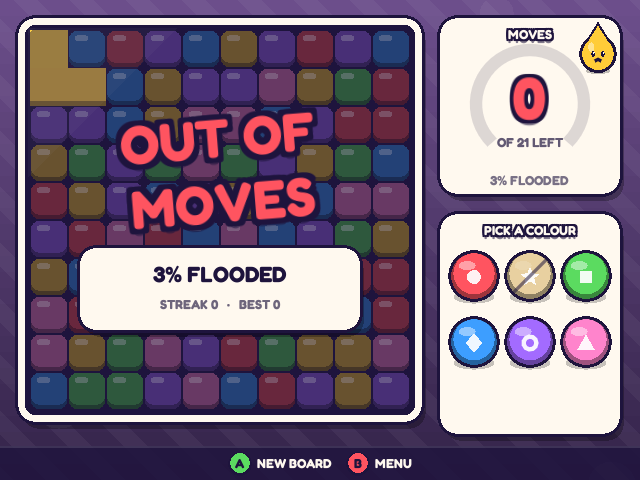 OUT OF
MOVES
3% FLOODED
STREAK 0 · BEST 0
MOVES
0
OF 21 LEFT
3% FLOODED
PICK A COLOUR
A NEW BOARD B MENU